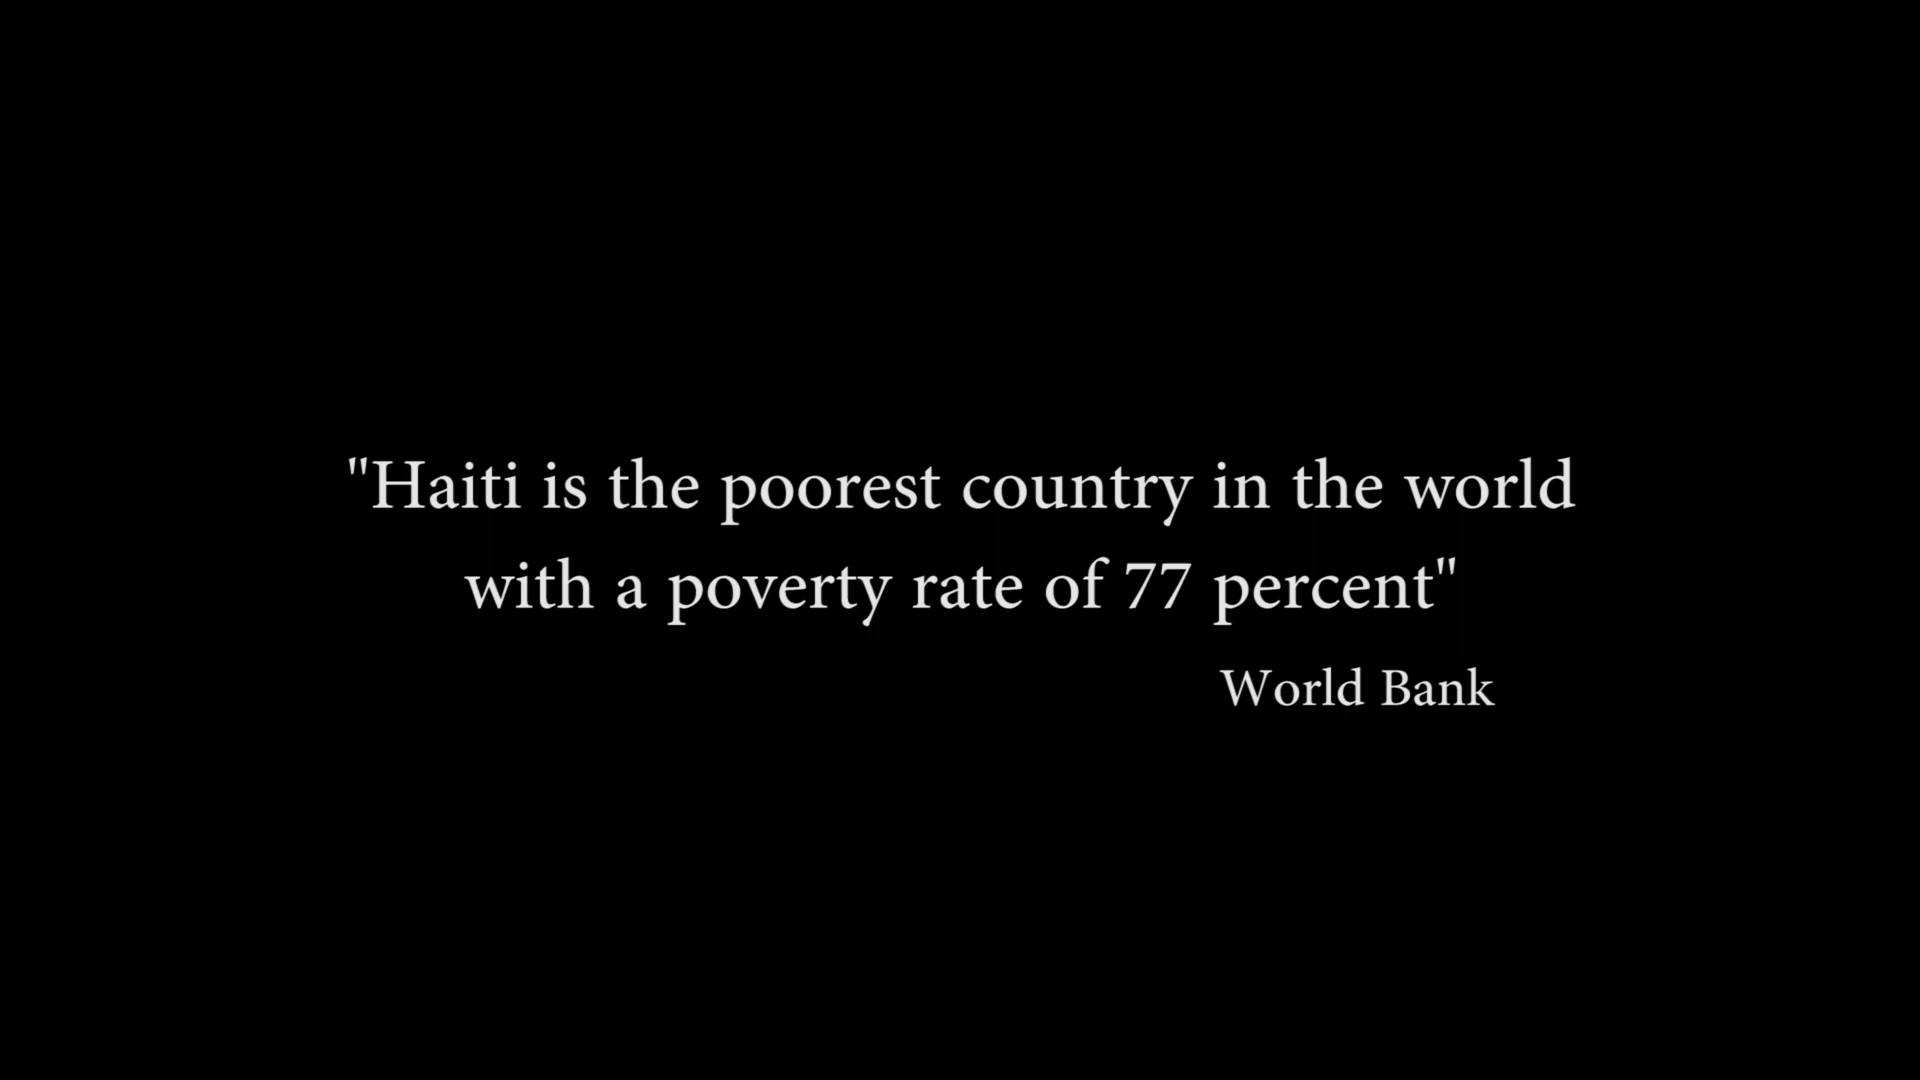 "Haiti is the poorest country in the world
with a poverty rate of 77 percent"
World Bank